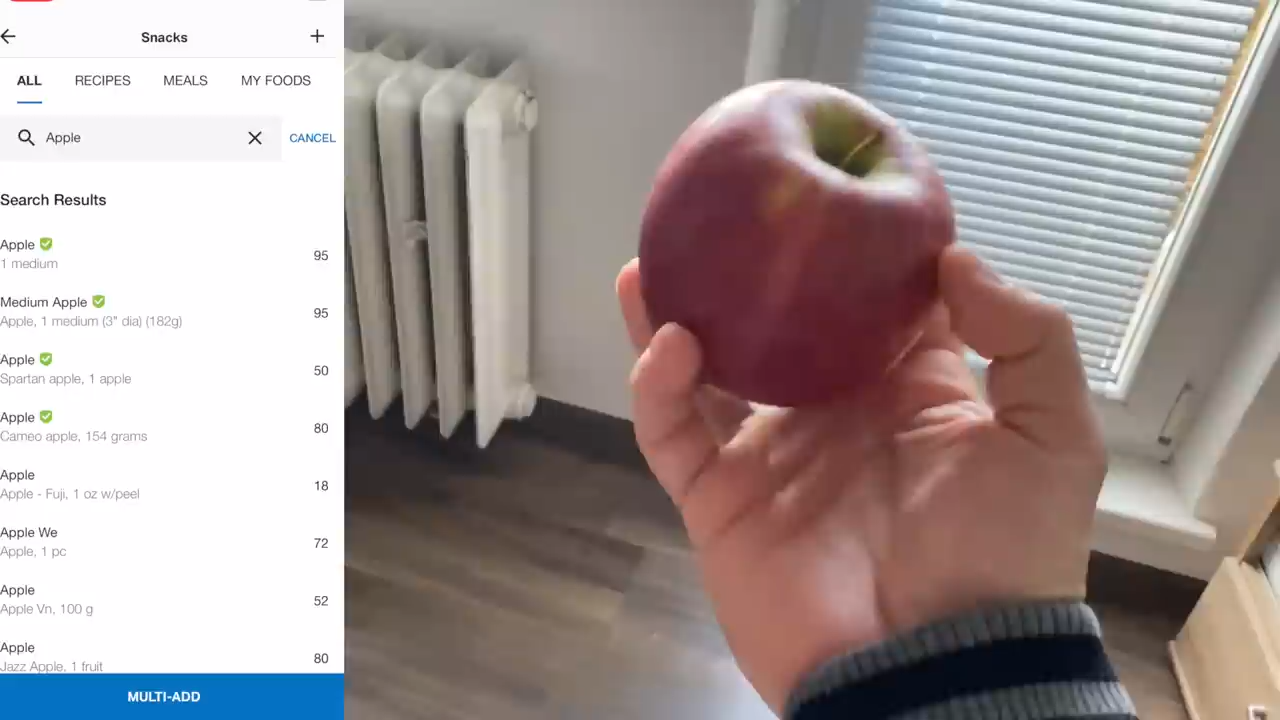 Snacks
ALL RECIPES MEALS MY FOODS
Apple CANCEL
Search Results
Apple
1 medium 95
Medium Apple
Apple, 1 medium (3" dia) (182g) 95
Apple
Spartan apple, 1 apple 50
Apple
Cameo apple, 154 grams 80
Apple
Apple - Fuji, 1 oz w/peel 18
Apple We
Apple, 1 pc 72
Apple
Apple Vn, 100 g 52
Apple
Jazz Apple, 1 fruit 80
MULTI-ADD